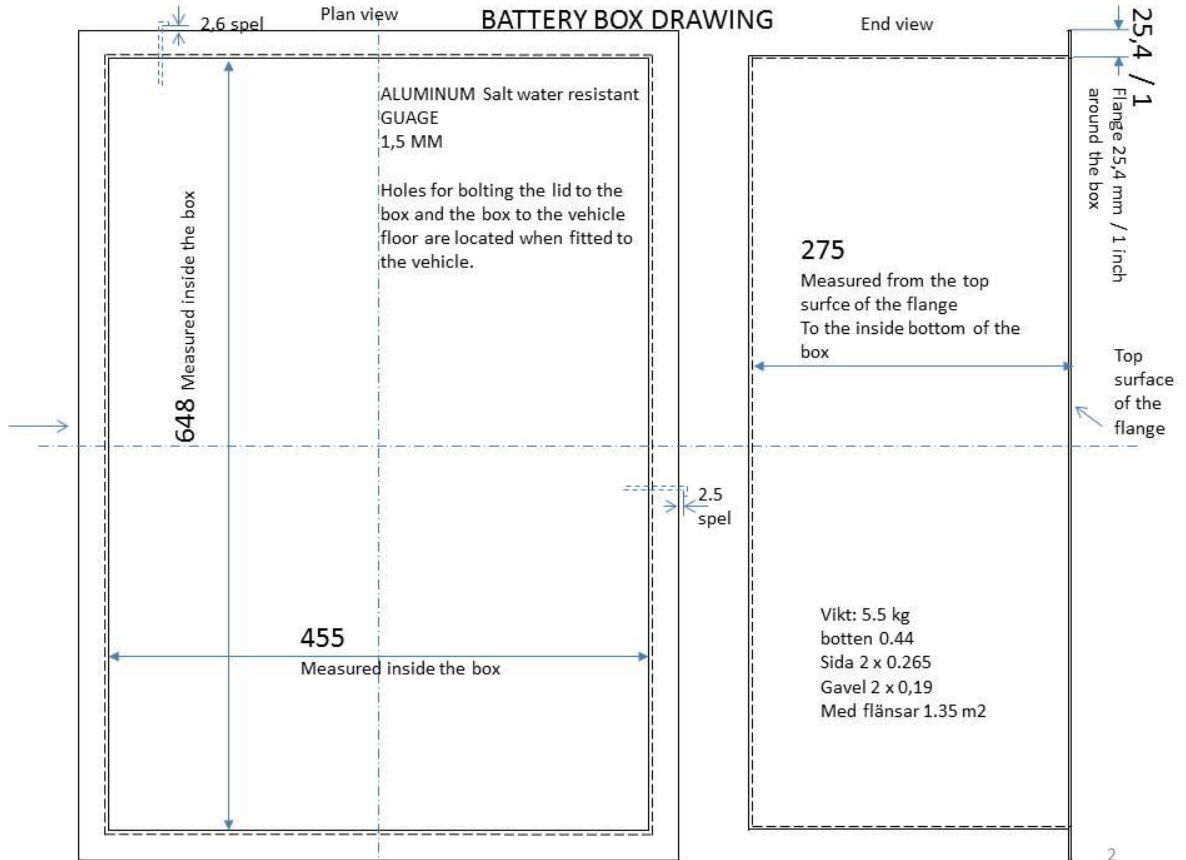 BATTERY BOX DRAWING
Plan view
2,6 spel
ALUMINUM Salt water resistant
GUAGE
1,5 MM
Holes for bolting the lid to the
box and the box to the vehicle
floor are located when fitted to
the vehicle.
648 Measured inside the box
2.5
spel
455
Measured inside the box
End view
25,4 / 1
Flange 25,4 mm / 1 inch
around the box
275
Measured from the top
surfce of the flange
To the inside bottom of the
box
Top
surface
of the
flange
Vikt: 5.5 kg
botten 0.44
Sida 2 x 0.265
Gavel 2 x 0,19
Med flänsar 1.35 m2
2